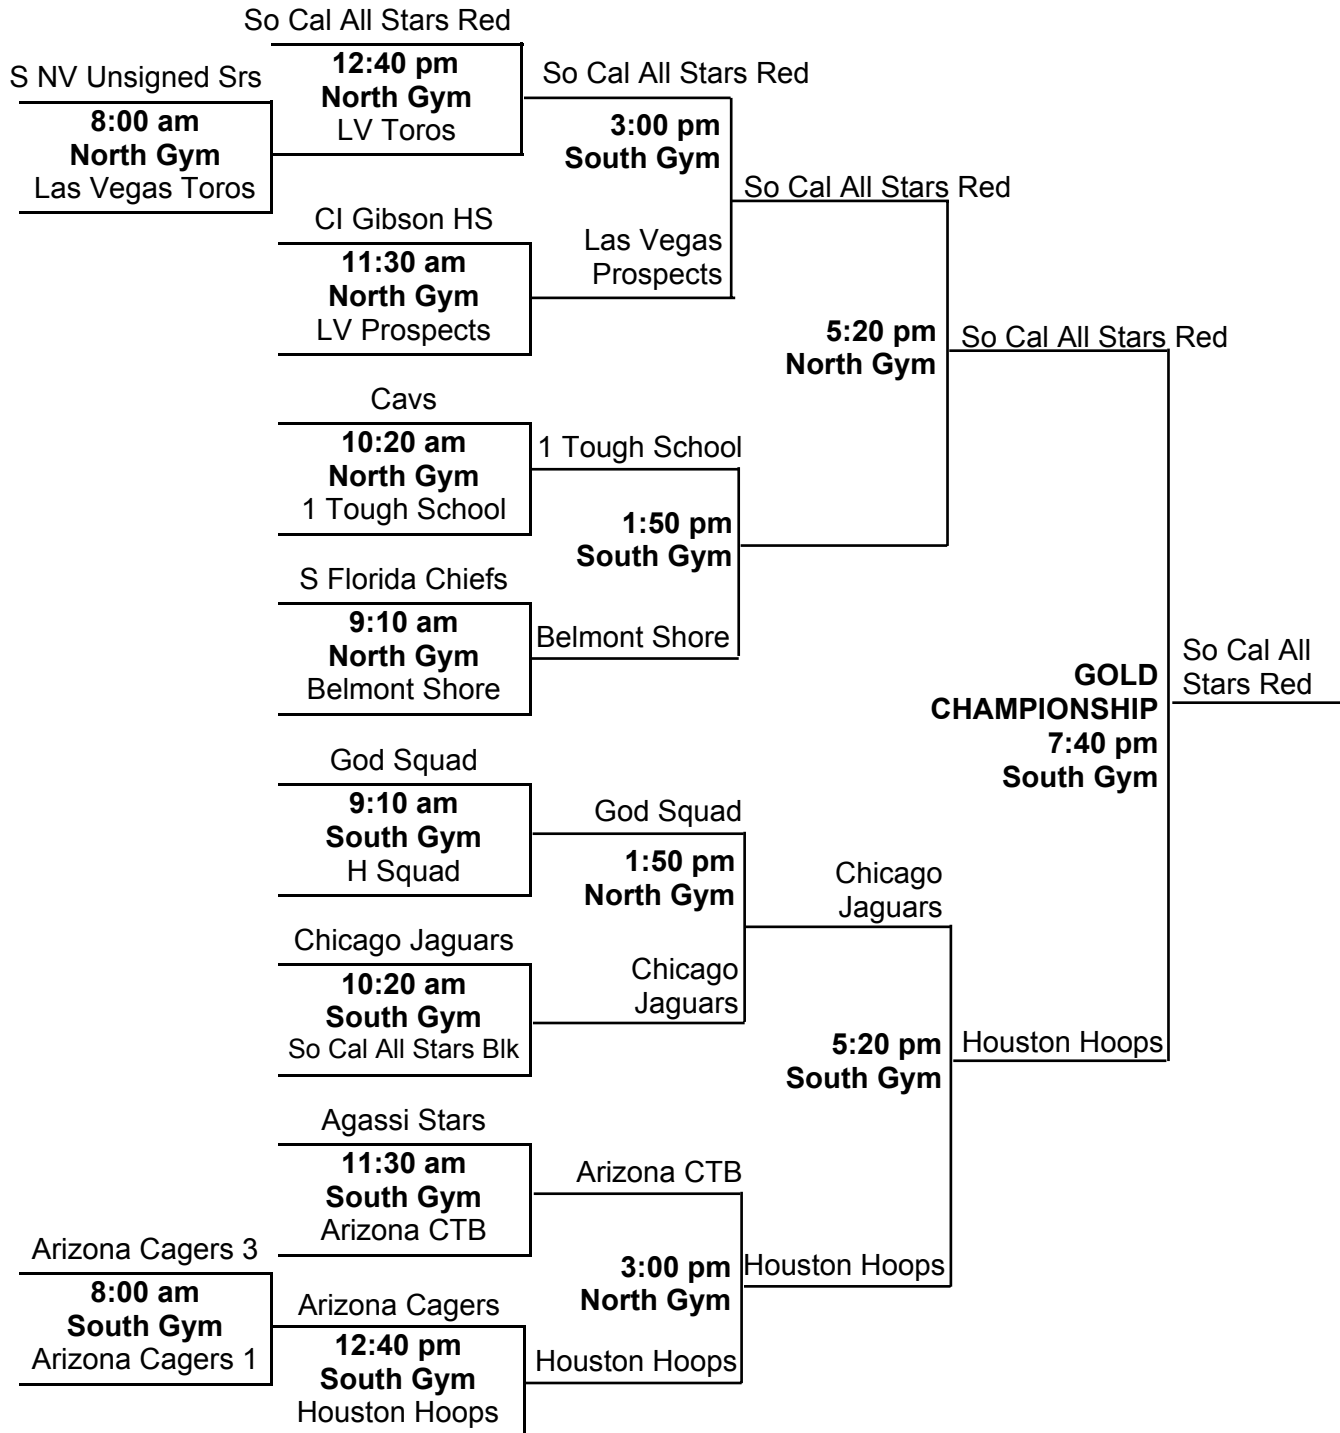 So Cal All Stars Red
12:40 pm
North Gym
LV Toros
S NV Unsigned Srs
8:00 am
North Gym
Las Vegas Toros
So Cal All Stars Red
3:00 pm
South Gym
Las Vegas
Prospects
CI Gibson HS
11:30 am
North Gym
LV Prospects
So Cal All Stars Red
5:20 pm
North Gym
So Cal All Stars Red
Cavs
10:20 am
North Gym
1 Tough School
1 Tough School
1:50 pm
South Gym
S Florida Chiefs
9:10 am
North Gym
Belmont Shore
Belmont Shore
GOLD
CHAMPIONSHIP
7:40 pm
South Gym
So Cal All
Stars Red
God Squad
9:10 am
South Gym
H Squad
God Squad
1:50 pm
North Gym
Chicago
Jaguars
Chicago Jaguars
10:20 am
South Gym
So Cal All Stars Blk
Chicago
Jaguars
5:20 pm
South Gym
Houston Hoops
Agassi Stars
11:30 am
South Gym
Arizona CTB
Arizona CTB
3:00 pm
North Gym
Houston Hoops
Arizona Cagers 3
8:00 am
South Gym
Arizona Cagers 1
Arizona Cagers
12:40 pm
South Gym
Houston Hoops
Houston Hoops